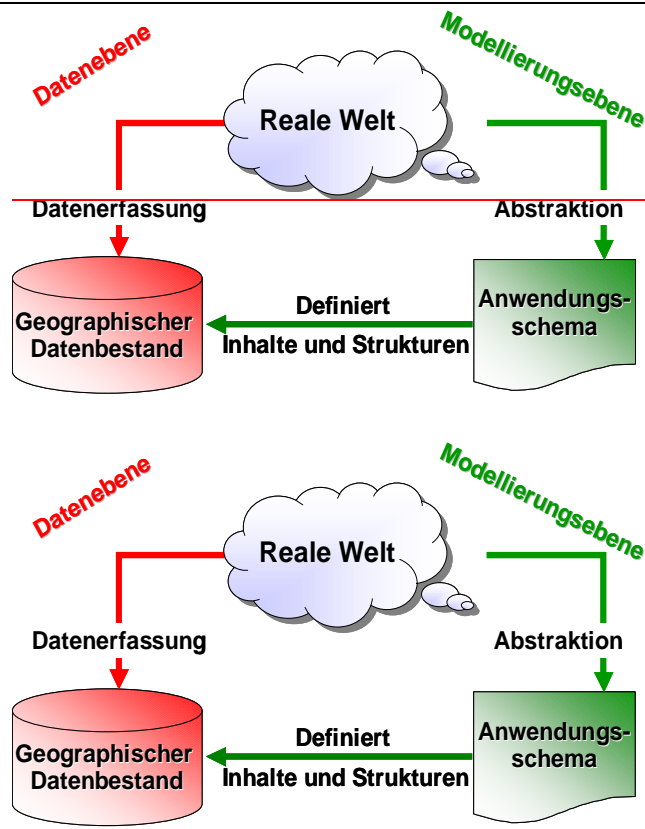 Datenebene
Modellierungsebene
Reale Welt
Datenerfassung
Abstraktion
Geographischer
Datenbestand
Definiert
Inhalte und Strukturen
Anwendungs-
schema
Datenebene
Modellierungsebene
Reale Welt
Datenerfassung
Abstraktion
Geographischer
Datenbestand
Definiert
Inhalte und Strukturen
Anwendungs-
schema